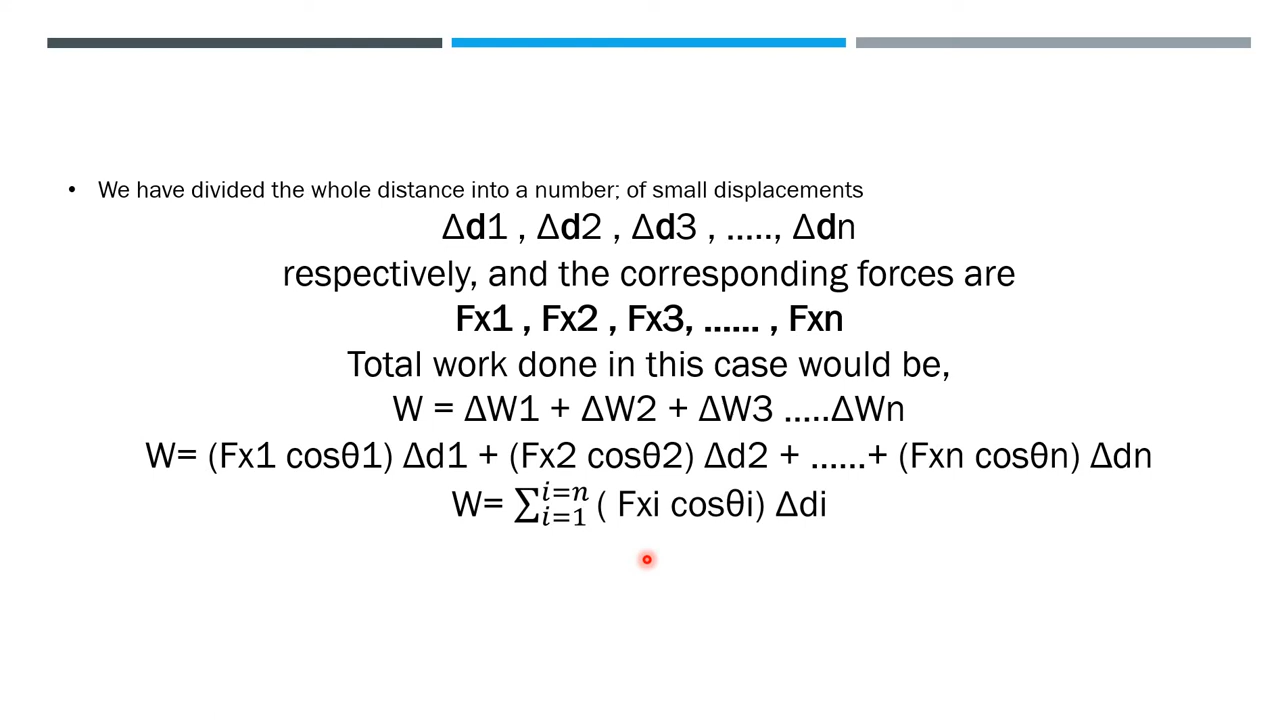 • We have divided the whole distance into a number; of small displacements
Δd1 , Δd2 , Δd3 , ....., Δdn
respectively, and the corresponding forces are
Fx1 , Fx2 , Fx3, ...... , Fxn
Total work done in this case would be,
W = ΔW1 + ΔW2 + ΔW3 .....ΔWn
W= (Fx1 cosθ1) Δd1 + (Fx2 cosθ2) Δd2 + ......+ (Fxn cosθn) Δdn
W= ∑_{i=1}^{i=n} ( Fxi cosθi) Δdi